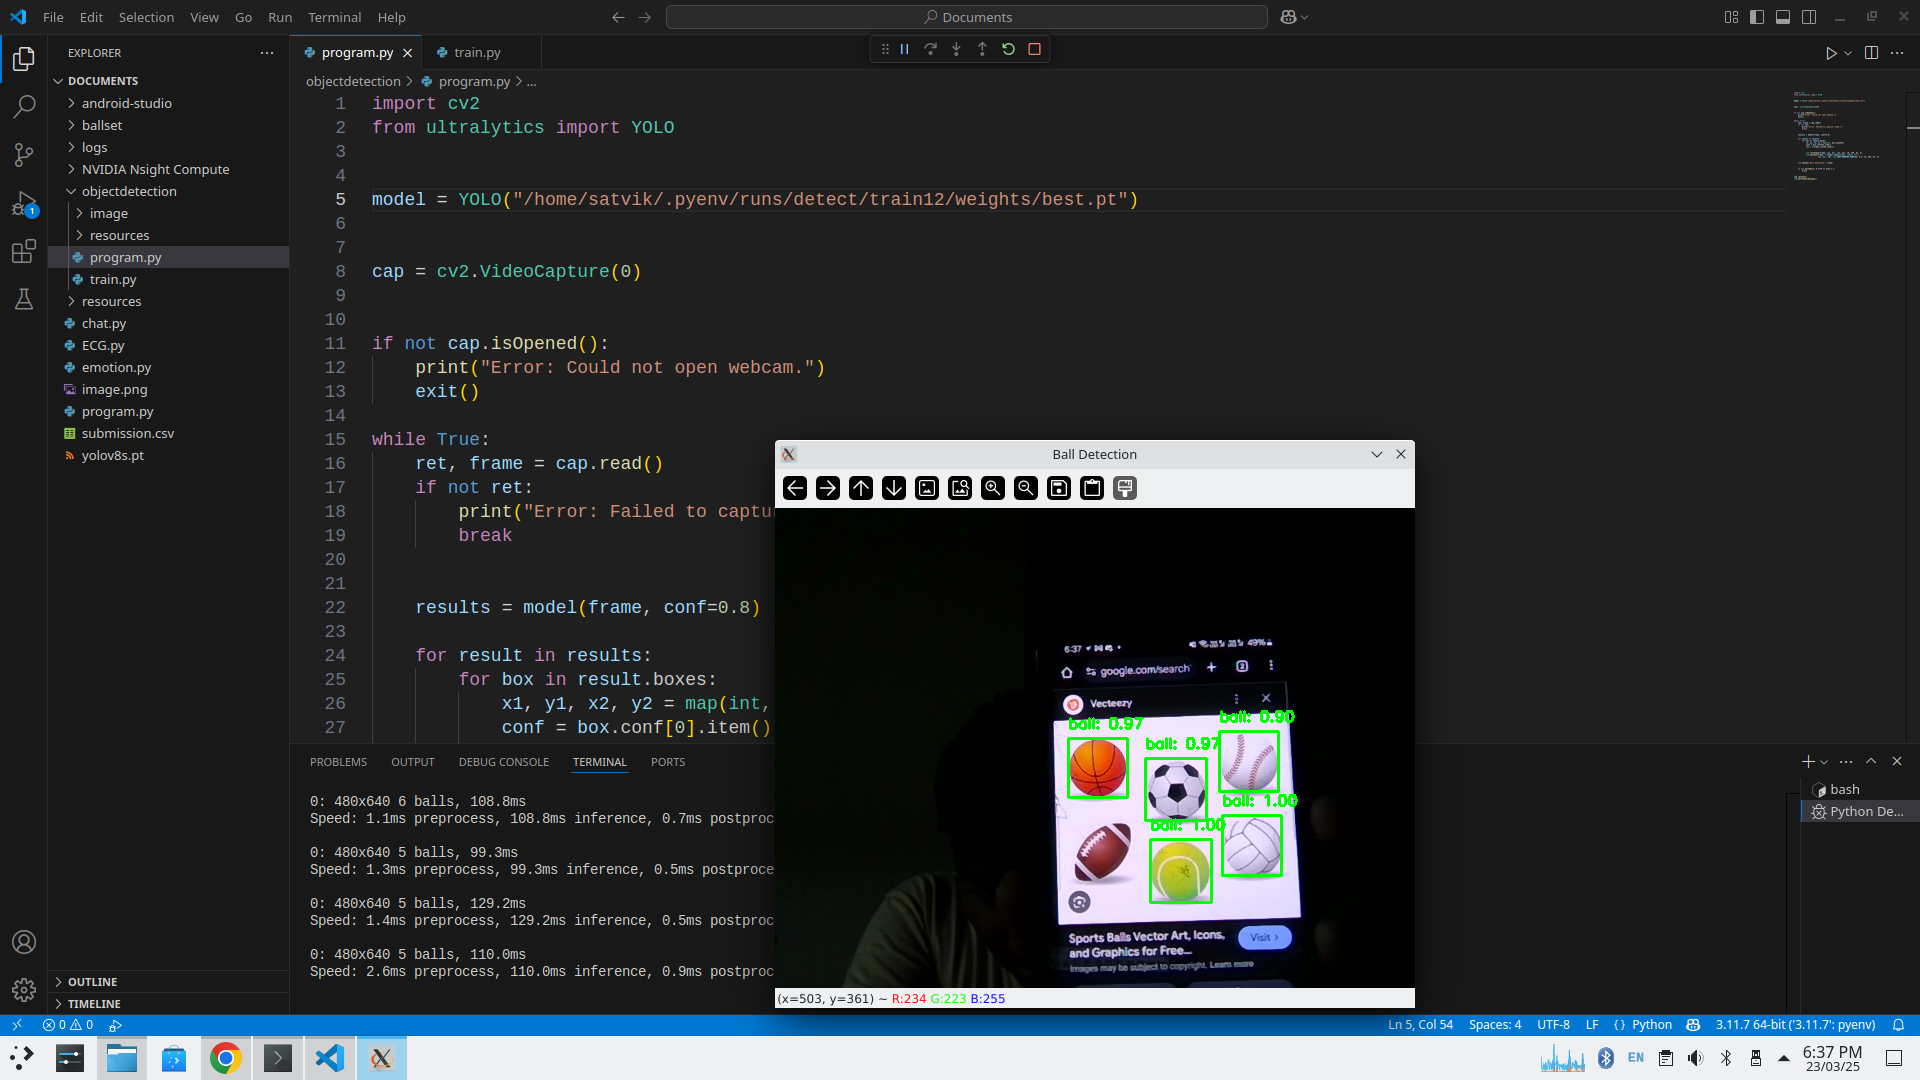 File Edit Selection View Go Run Terminal Help
Documents
EXPLORER
DOCUMENTS
android-studio
ballset
logs
NVIDIA Nsight Compute
objectdetection
image
resources
program.py
train.py
resources
chat.py
ECG.py
emotion.py
image.png
program.py
submission.csv
yolov8s.pt
OUTLINE
TIMELINE
1
program.py
train.py
objectdetection > program.py > ...
1 import cv2
2 from ultralytics import YOLO
3
4
5 model = YOLO("/home/satvik/.pyenv/runs/detect/train12/weights/best.pt")
6
7
8 cap = cv2.VideoCapture(0)
9
10
11 if not cap.isOpened():
12 print("Error: Could not open webcam.")
13 exit()
14
15 while True:
16 ret, frame = cap.read()
17 if not ret:
18 print("Error: Failed to captu
19 break
20
21
22 results = model(frame, conf=0.8)
23
24 for result in results:
25 for box in result.boxes:
26 x1, y1, x2, y2 = map(int,
27 conf = box.conf[0].item()
PROBLEMS OUTPUT DEBUG CONSOLE TERMINAL PORTS
0: 480x640 6 balls, 108.8ms
Speed: 1.1ms preprocess, 108.8ms inference, 0.7ms postproc
0: 480x640 5 balls, 99.3ms
Speed: 1.3ms preprocess, 99.3ms inference, 0.5ms postproce
0: 480x640 5 balls, 129.2ms
Speed: 1.4ms preprocess, 129.2ms inference, 0.5ms postproc
0: 480x640 5 balls, 110.0ms
Speed: 2.6ms preprocess, 110.0ms inference, 0.9ms postproc
bash
Python De...
Ball Detection
6:37
49%
google.com/search
2
Vecteezy
ball: 0.97
ball: 0.97
ball: 0.90
ball: 1.00
ball: 1.00
Sports Balls Vector Art, Icons,
and Graphics for Free...
Visit >
Images may be subject to copyright. Learn more
(x=503, y=361) ~ R:234 G:223 B:255
0 0
Ln 5, Col 54 Spaces: 4 UTF-8 LF {} Python 3.11.7 64-bit ('3.11.7': pyenv)
EN
6:37 PM
23/03/25